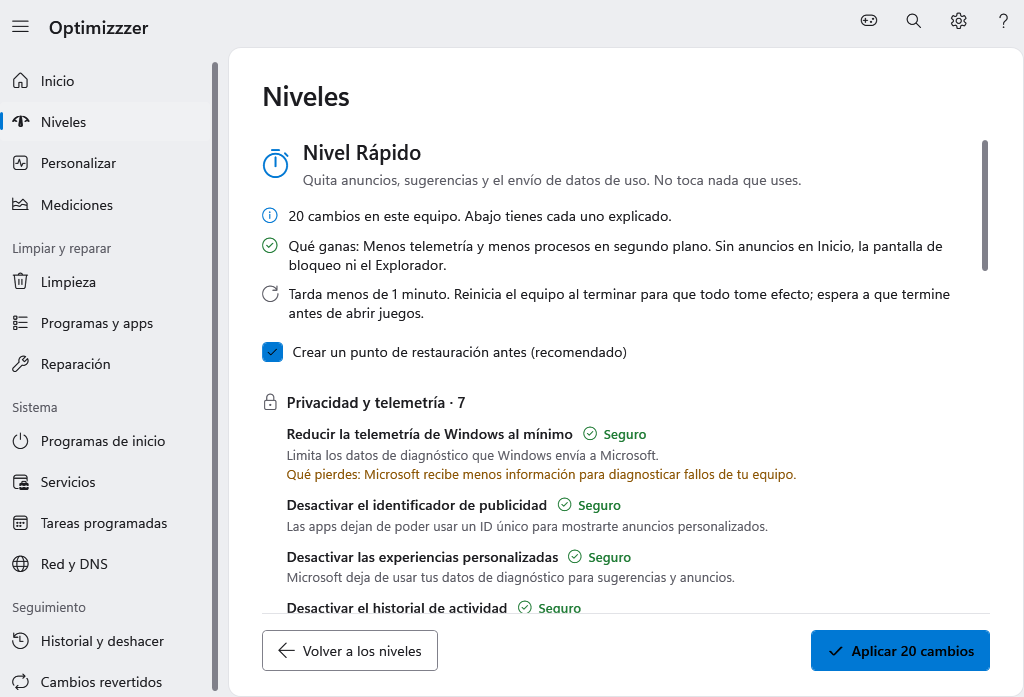 Optimizzzer
Inicio
Niveles
Personalizar
Mediciones
Limpiar y reparar
Limpieza
Programas y apps
Reparación
Sistema
Programas de inicio
Servicios
Tareas programadas
Red y DNS
Seguimiento
Historial y deshacer
Cambios revertidos
Niveles
Nivel Rápido
Quita anuncios, sugerencias y el envío de datos de uso. No toca nada que uses.
20 cambios en este equipo. Abajo tienes cada uno explicado.
Qué ganas: Menos telemetría y menos procesos en segundo plano. Sin anuncios en Inicio, la pantalla de
bloqueo ni el Explorador.
Tarda menos de 1 minuto. Reinicia el equipo al terminar para que todo tome efecto; espera a que termine
antes de abrir juegos.
Crear un punto de restauración antes (recomendado)
Privacidad y telemetría · 7
Reducir la telemetría de Windows al mínimo Seguro
Limita los datos de diagnóstico que Windows envía a Microsoft.
Qué pierdes: Microsoft recibe menos información para diagnosticar fallos de tu equipo.
Desactivar el identificador de publicidad Seguro
Las apps dejan de poder usar un ID único para mostrarte anuncios personalizados.
Desactivar las experiencias personalizadas Seguro
Microsoft deja de usar tus datos de diagnóstico para sugerencias y anuncios.
Desactivar el historial de actividad Seguro
Volver a los niveles
Aplicar 20 cambios